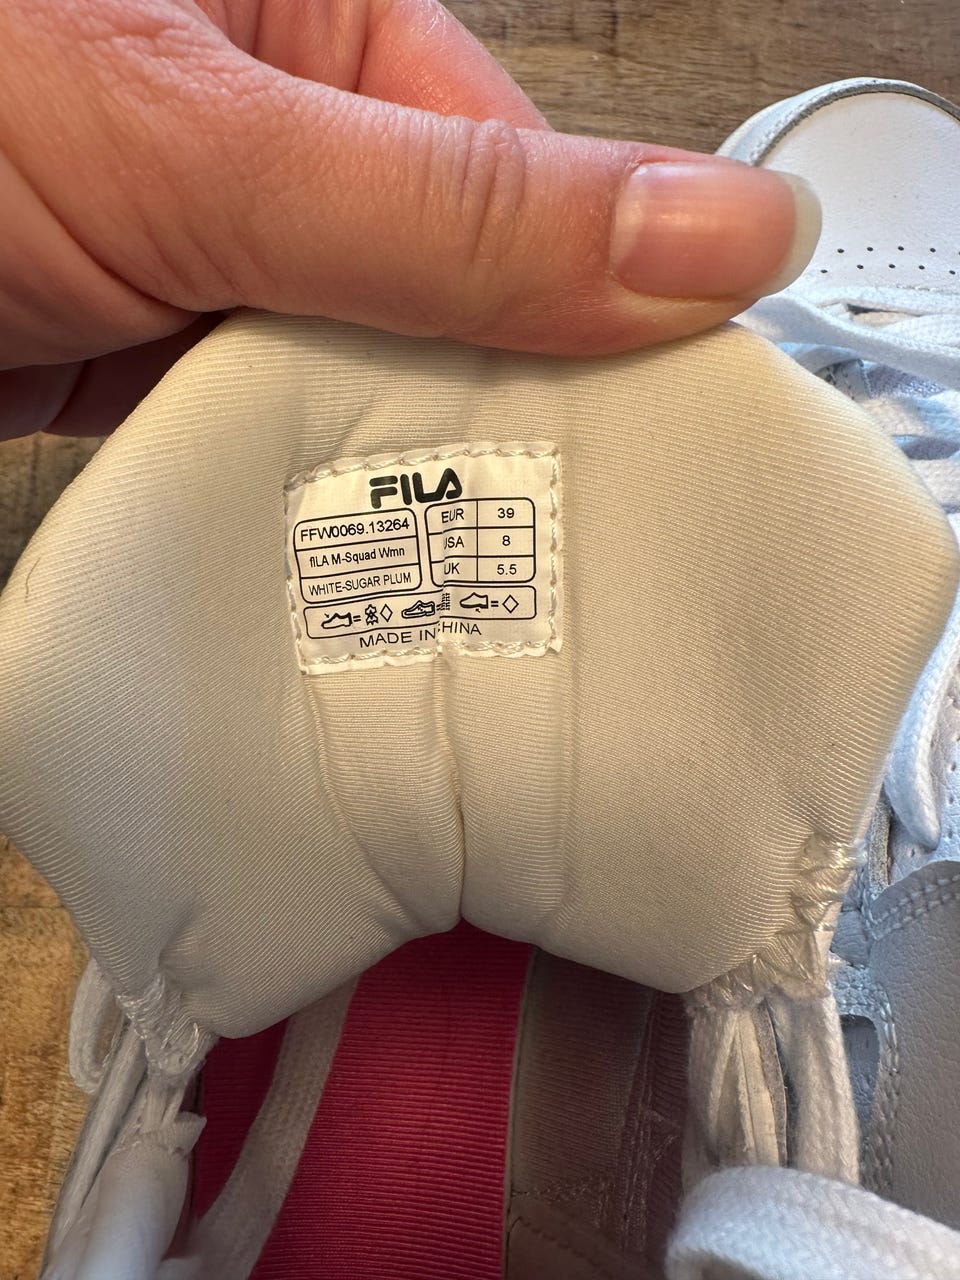 FILA
FFW0069.13264
fILA M-Squad Wmn
WHITE-SUGAR PLUM
EUR 39
USA 8
UK 5.5
MADE IN CHINA